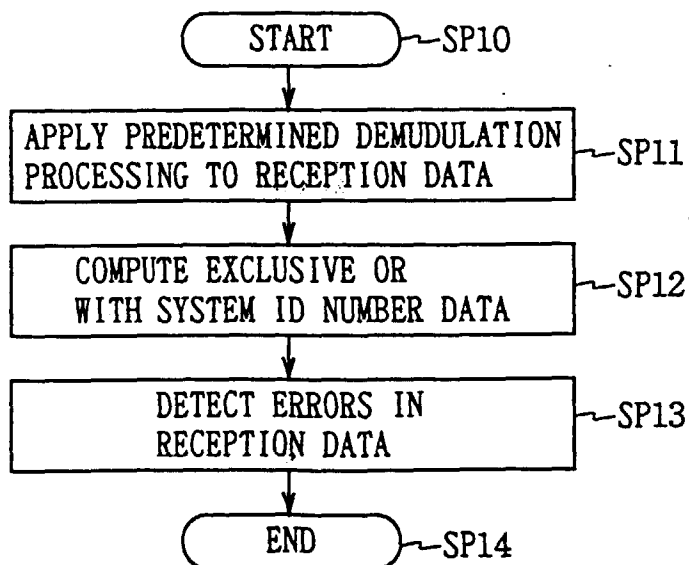 START SP10
APPLY PREDETERMINED DEMUDULATION
PROCESSING TO RECEPTION DATA
SP11
COMPUTE EXCLUSIVE OR
WITH SYSTEM ID NUMBER DATA
SP12
DETECT ERRORS IN
RECEPTION DATA
SP13
END SP14